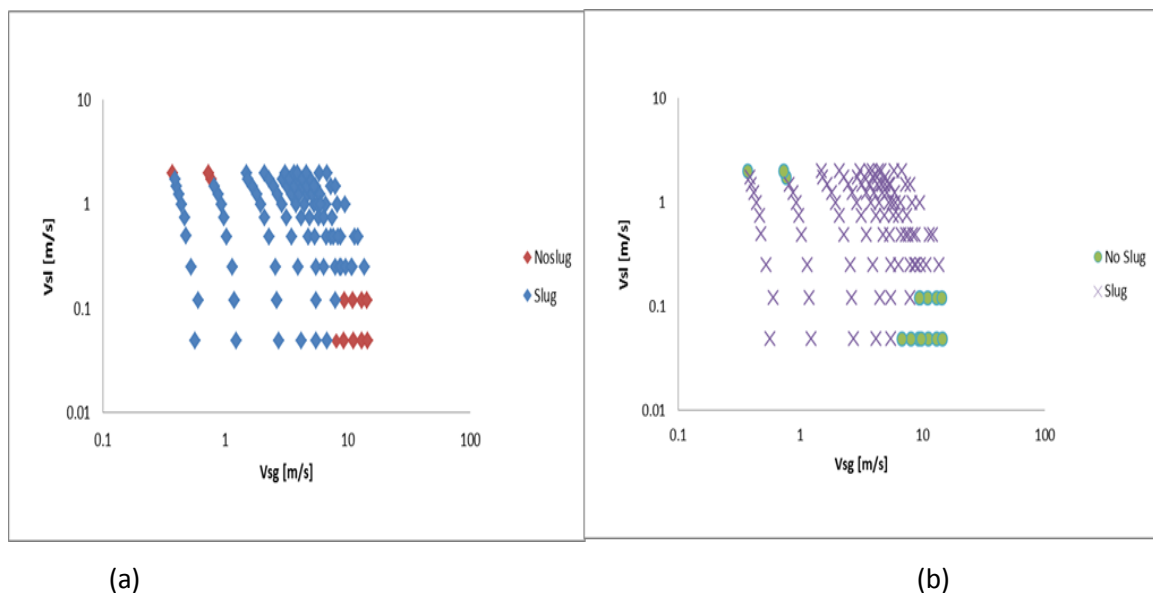 10
1
0.1
0.01
Vsl [m/s]
0.1 1 10 100
Vsg [m/s]
Noslug
Slug
(a)
10
1
0.1
0.01
Vsl [m/s]
0.1 1 10 100
Vsg [m/s]
No Slug
Slug
(b)